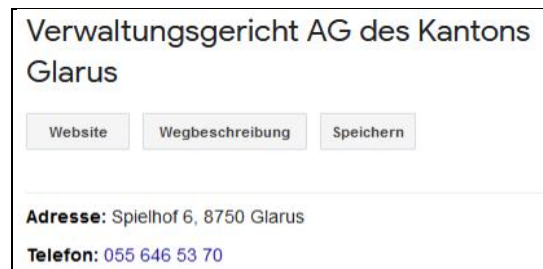 Verwaltungsgericht AG des Kantons
Glarus
Website
Wegbeschreibung
Speichern
Adresse: Spielhof 6, 8750 Glarus
Telefon: 055 646 53 70